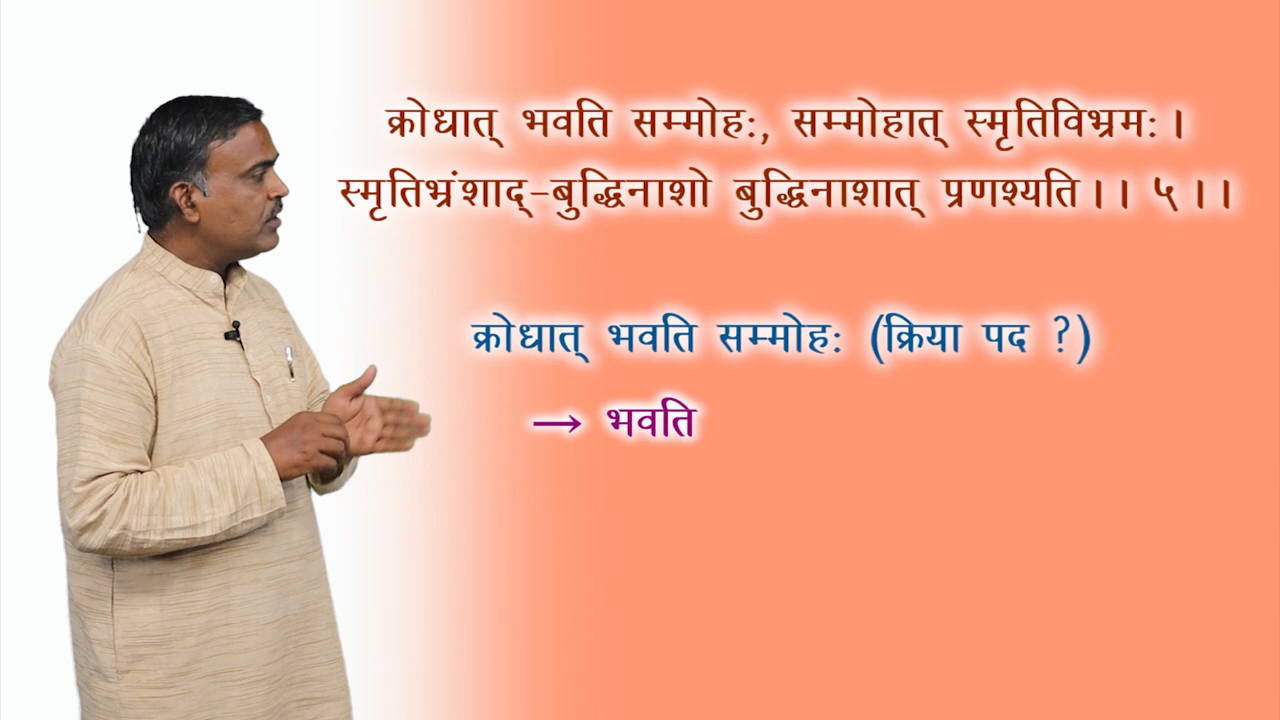 क्रोधात् भवति सम्मोहः, सम्मोहात् स्मृतिविभ्रमः।
स्मृतिभ्रंशाद्-बुद्धिनाशो बुद्धिनाशात् प्रणश्यति।। ५ ।।
क्रोधात् भवति सम्मोहः (क्रिया पद ?)
→ भवति